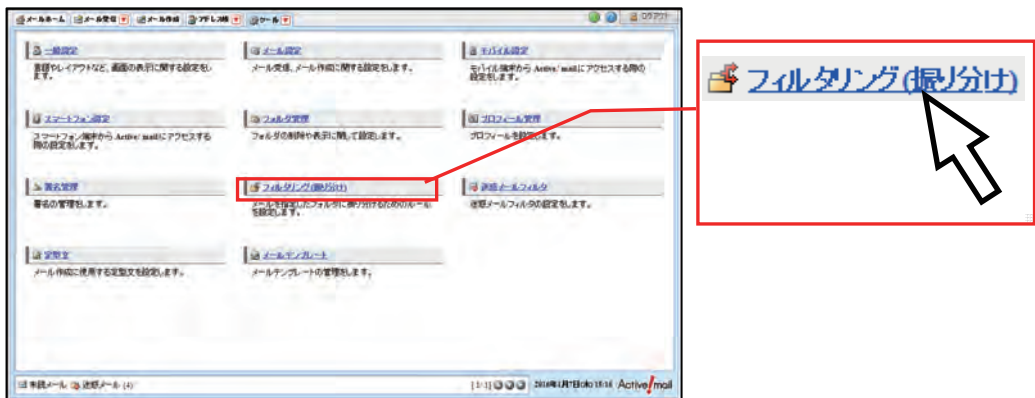 メールホーム メール受信 メール作成 アドレス帳 ツール ログアウト
一般設定
言語やレイアウトなど、画面の表示に関する設定をします。
メール設定
メール受信、メール作成に関する設定をします。
モバイル設定
モバイル端末から Active! mailにアクセスする際の設定をします。
スマートフォン設定
スマートフォン端末から Active! mailにアクセスする際の設定をします。
フォルダ管理
フォルダの削除や表示に関して設定します。
プロフィール管理
プロフィールを設定します。
署名管理
署名の管理をします。
フィルタリング(振り分け)
メールを指定したフォルダに振り分けるためのルールを設定します。
迷惑メールフィルタ
迷惑メールフィルタの設定をします。
定型文
メール作成に使用する定型文を設定します。
メールテンプレート
メールテンプレートの管理をします。
フィルタリング(振り分け)
未読メール 迷惑メール (4)
[1/1]
Active! mail